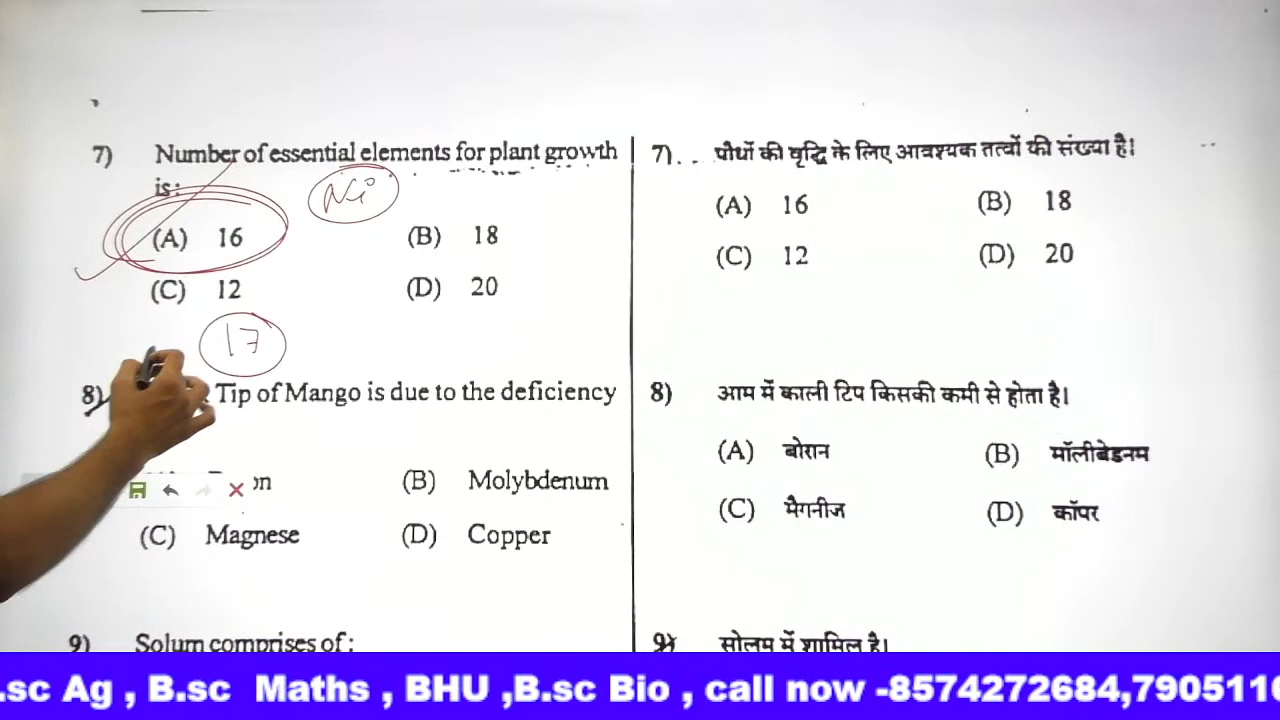 7) Number of essential elements for plant growth
is:
Ni
(A) 16 (B) 18
(C) 12 (D) 20
17
8) Tip of Mango is due to the deficiency
(B) Molybdenum
(C) Magnese (D) Copper
9) Solum comprises of:
7) पौधों की वृद्धि के लिए आवश्यक तत्वों की संख्या है।
(A) 16 (B) 18
(C) 12 (D) 20
8) आम में काली टिप किसकी कमी से होता है।
(A) बोरान (B) मॉलीबेडनम
(C) मैगनीज (D) कॉपर
9) सोलम में शामिल है।
.sc Ag , B.sc Maths , BHU ,B.sc Bio , call now -8574272684,7905110